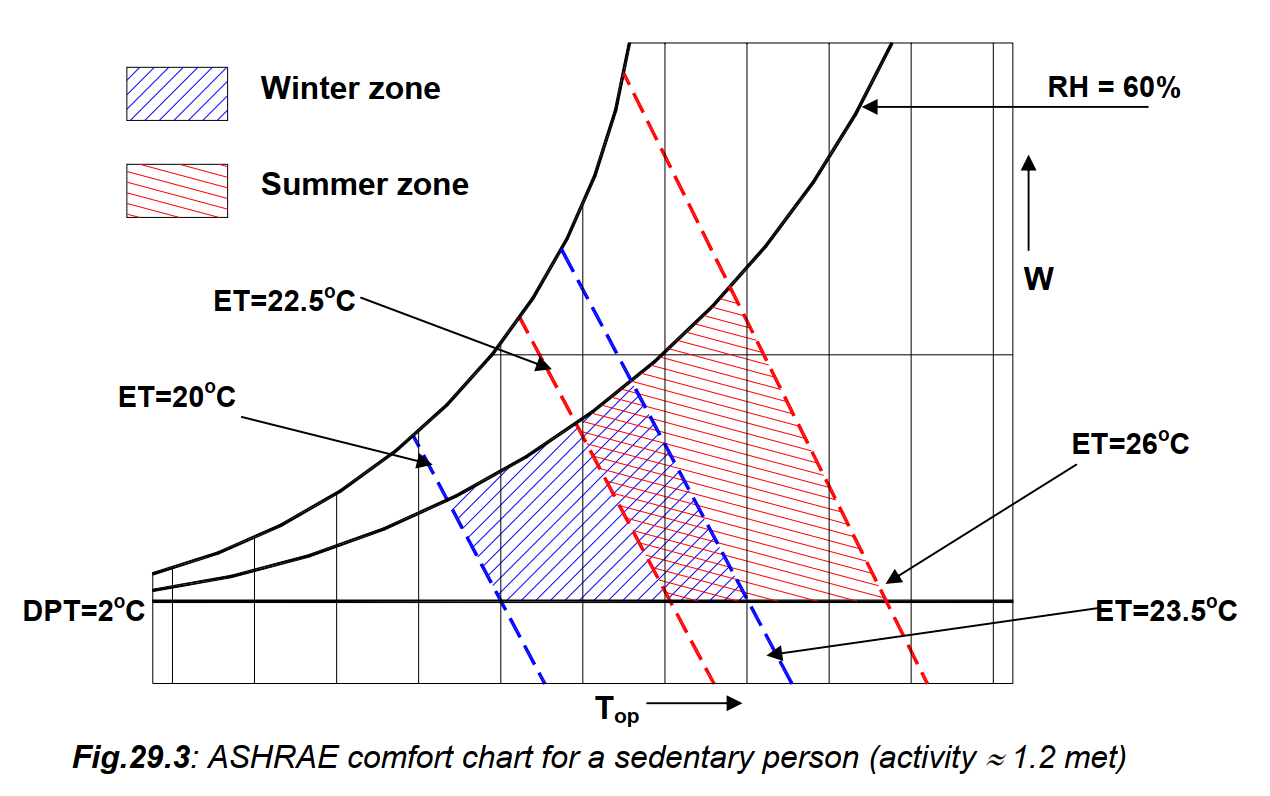 Winter zone
RH = 60%
Summer zone
W
ET=22.5°C
ET=20°C
ET=26°C
DPT=2°C
ET=23.5°C
Top
Fig.29.3: ASHRAE comfort chart for a sedentary person (activity ≈ 1.2 met)